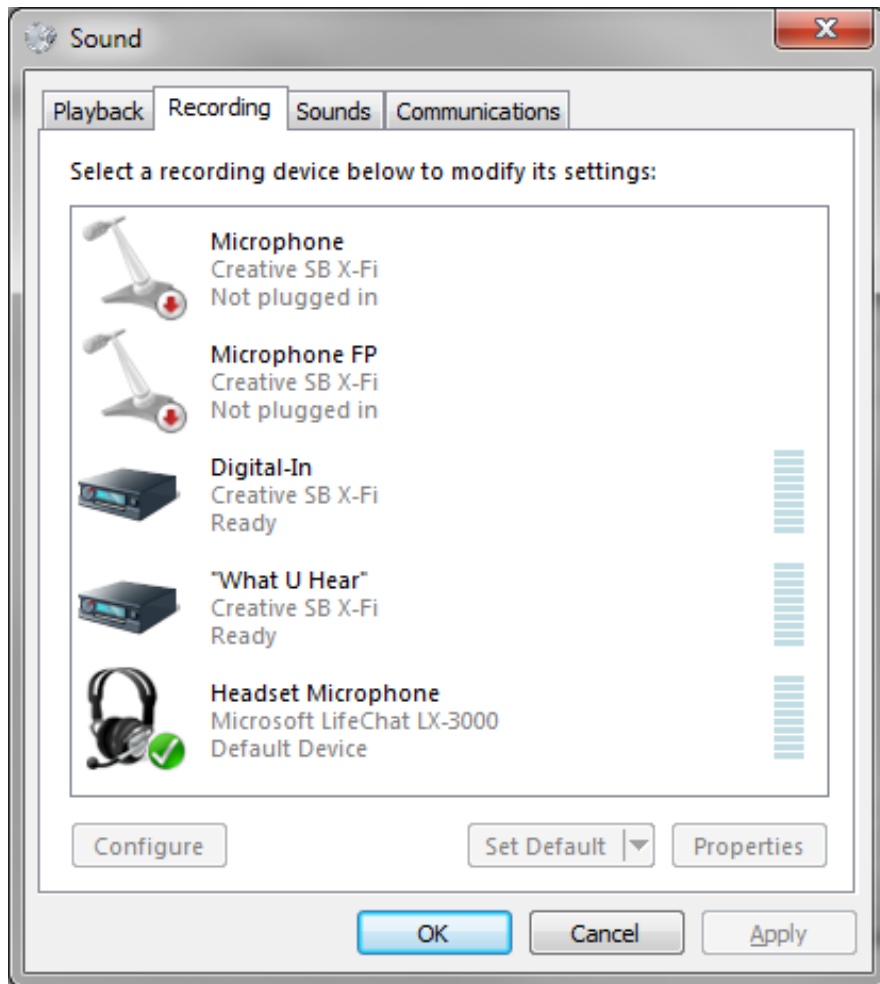 Sound
Playback Recording Sounds Communications
Select a recording device below to modify its settings:
Microphone
Creative SB X-Fi
Not plugged in
Microphone FP
Creative SB X-Fi
Not plugged in
Digital-In
Creative SB X-Fi
Ready
"What U Hear"
Creative SB X-Fi
Ready
Headset Microphone
Microsoft LifeChat LX-3000
Default Device
Configure Set Default Properties
OK Cancel Apply